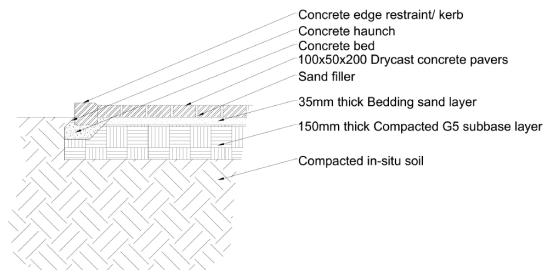 Concrete edge restraint/ kerb
Concrete haunch
Concrete bed
100x50x200 Drycast concrete pavers
Sand filler
35mm thick Bedding sand layer
150mm thick Compacted G5 subbase layer
Compacted in-situ soil